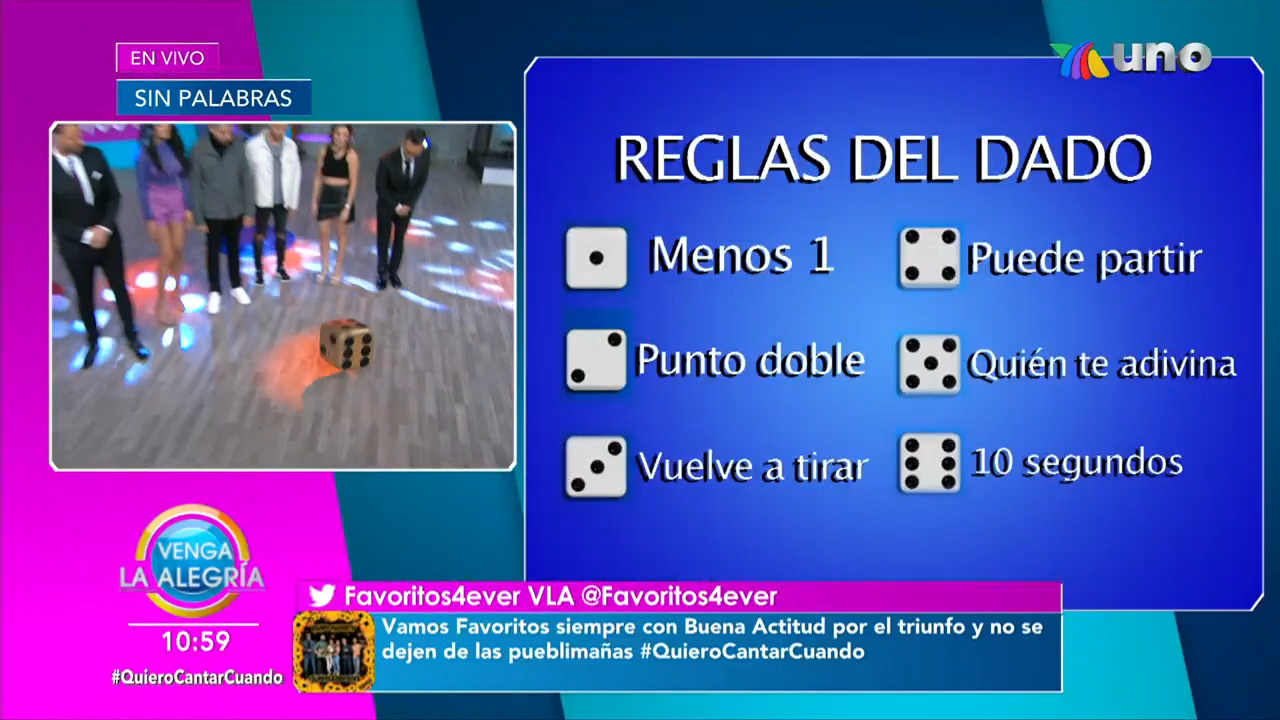 EN VIVO
SIN PALABRAS
uno
REGLAS DEL DADO
Menos 1
Puede partir
Punto doble
Quién te adivina
Vuelve a tirar
10 segundos
VENGA
LA ALEGRÍA
10:59
#QuieroCantarCuando
Favoritos4ever VLA @Favoritos4ever
Vamos Favoritos siempre con Buena Actitud por el triunfo y no se
dejen de las pueblimañas #QuieroCantarCuando